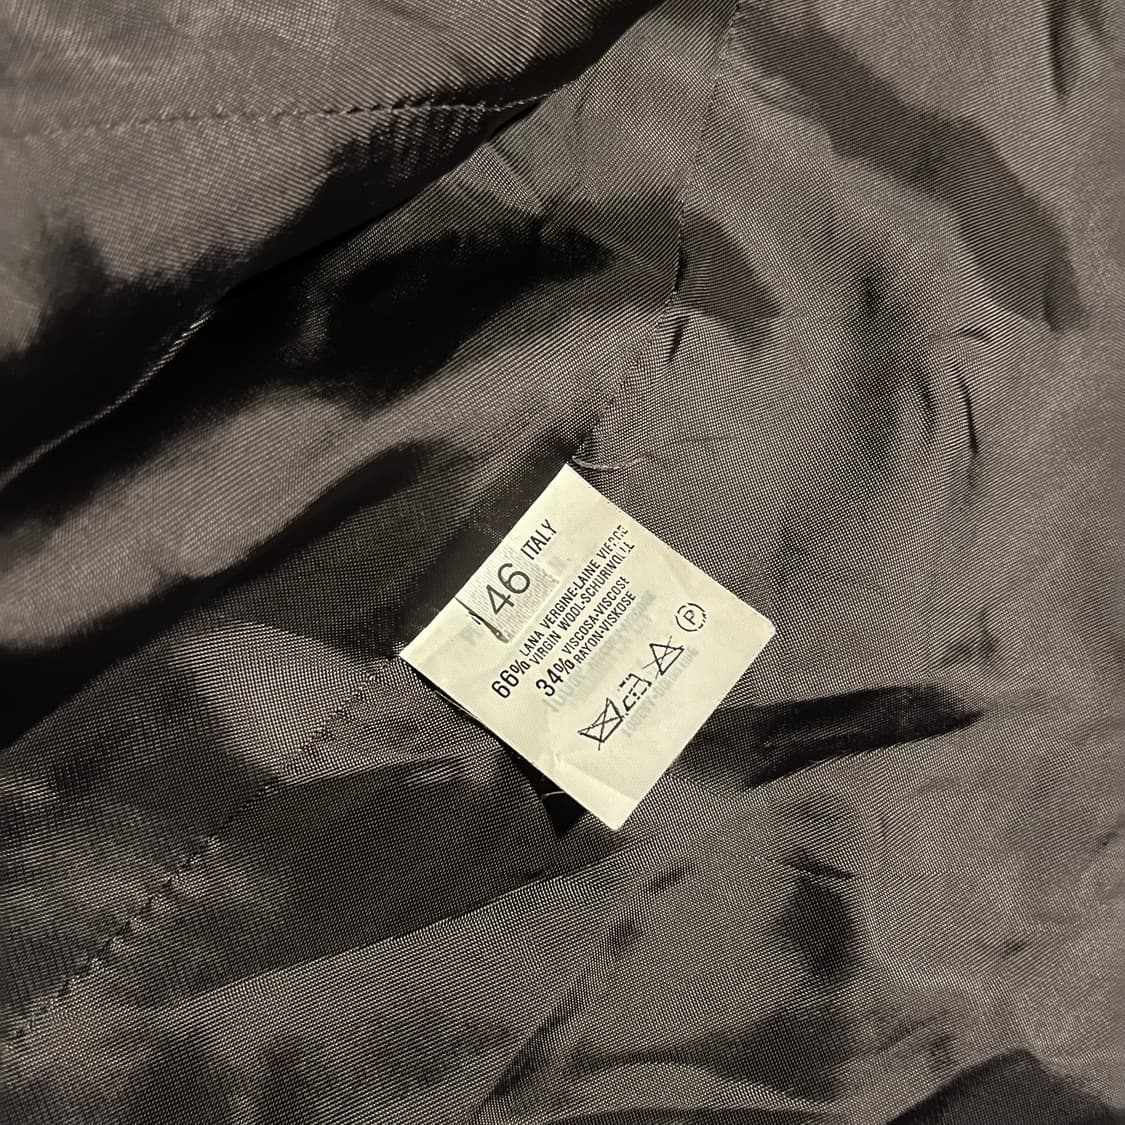 46 ITALY
66% LANA VERGINE-LAINE VIERGE
VIRGIN WOOL-SCHURWOLLE
34% VISCOSA-VISCOSE
RAYON-VISKOSE
P